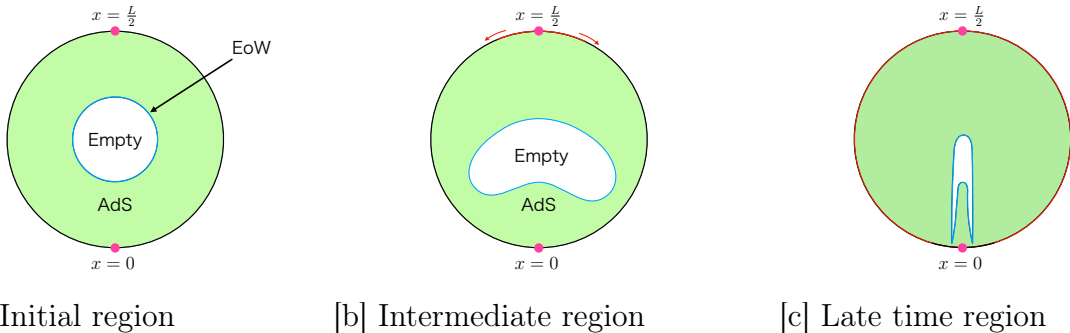 x = L/2
EoW
Empty
AdS
x = 0
Initial region
x = L/2
Empty
AdS
x = 0
[b] Intermediate region
x = L/2
x = 0
[c] Late time region